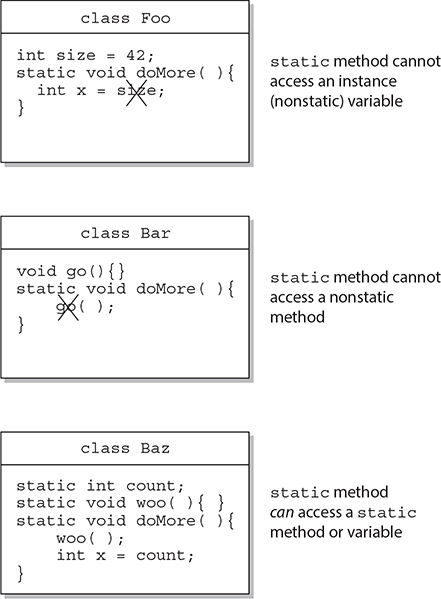 class Foo
int size = 42;
static void doMore( ){
int x = size;
}
static method cannot
access an instance
(nonstatic) variable
class Bar
void go(){}
static void doMore( ){
go( );
}
static method cannot
access a nonstatic
method
class Baz
static int count;
static void woo( ){ }
static void doMore( ){
woo( );
int x = count;
}
static method
can access a static
method or variable